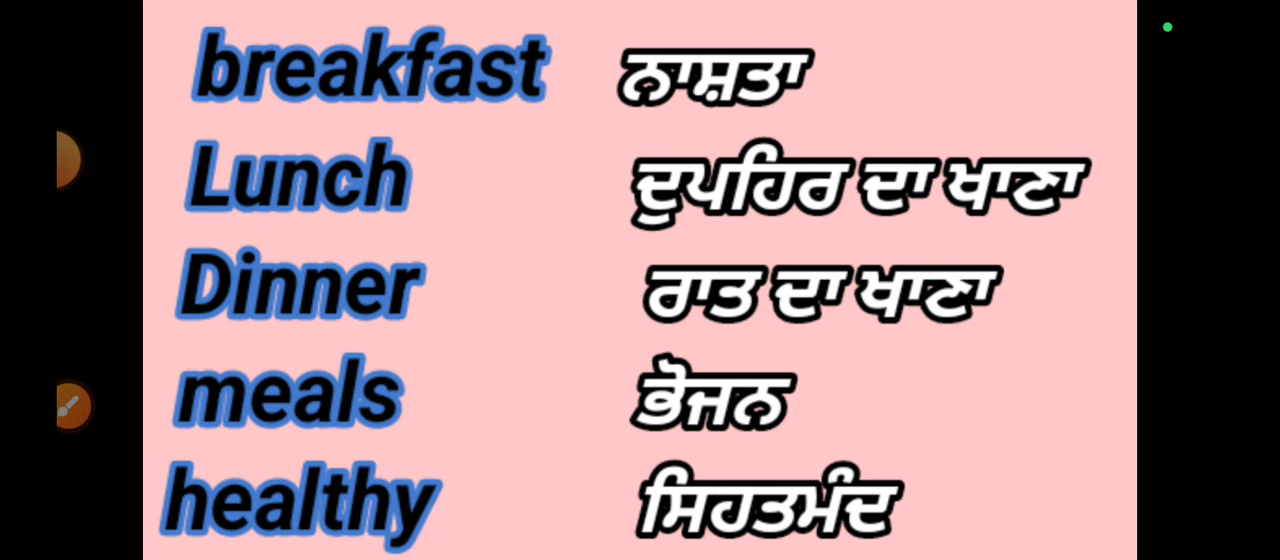 breakfast ਨਾਸ਼ਤਾ
Lunch ਦੁਪਹਿਰ ਦਾ ਖਾਣਾ
Dinner ਰਾਤ ਦਾ ਖਾਣਾ
meals ਭੋਜਨ
healthy ਸਿਹਤਮੰਦ